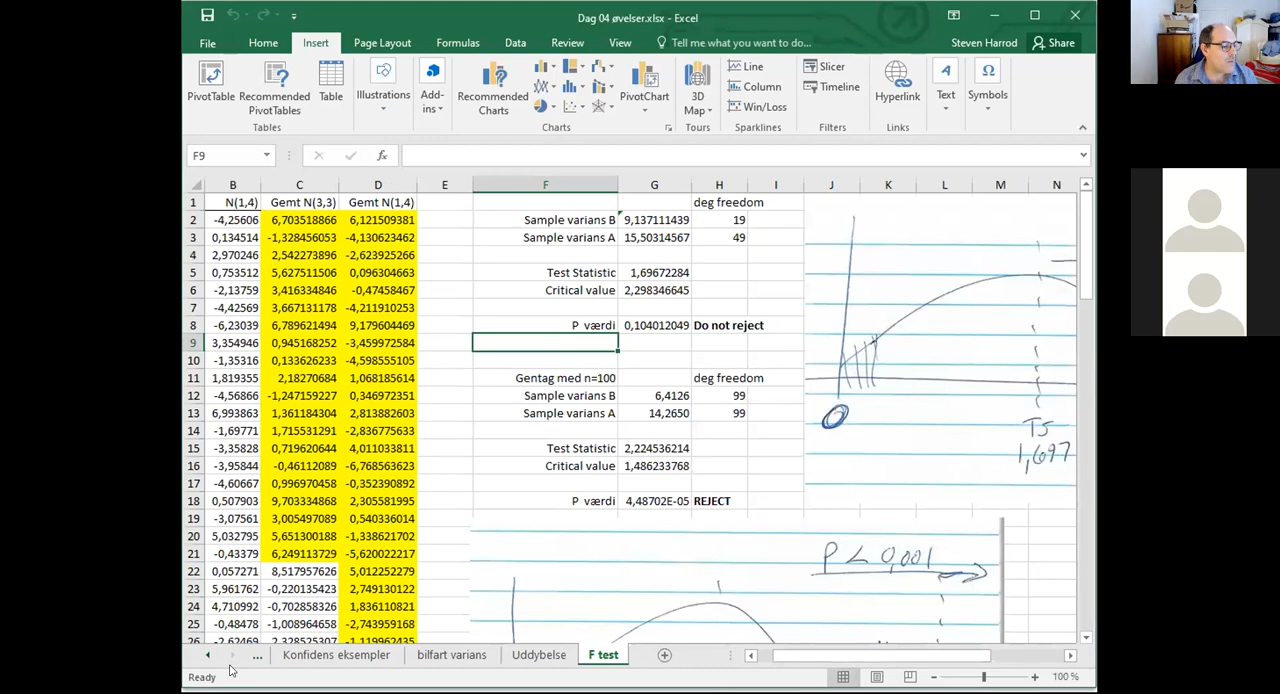 Dag 04 øvelser.xlsx - Excel
File Home Insert Page Layout Formulas Data Review View Tell me what you want to do... Steven Harrod Share
PivotTable Recommended PivotTables Table Illustrations Add-ins Recommended Charts PivotChart 3D Map Line Column Win/Loss Slicer Timeline Hyperlink Text Symbols
Tables Charts Tours Sparklines Filters Links
F9 fx
B C D E F G H I J K L M N
1 N(1,4) Gemt N(3,3) Gemt N(1,4) deg freedom
2 -4,25606 6,703518866 6,121509381 Sample varians B 9,137111439 19
3 0,134514 -1,328456053 -4,130623462 Sample varians A 15,50314567 49
4 2,970246 2,542273896 -2,623925266
5 0,753512 5,627511506 0,096304663 Test Statistic 1,69672284
6 -2,13759 3,416334846 -0,47458467 Critical value 2,298346645
7 -4,42569 3,667131178 -4,211910253
8 -6,23039 6,789621494 9,179604469 P værdi 0,104012049 Do not reject
9 3,354946 0,945168252 -3,459972584
10 -1,35316 0,133626233 -4,598555105
11 1,819355 2,18270684 1,068185614 Gentag med n=100 deg freedom
12 -4,56866 -1,247159227 0,346972351 Sample varians B 6,4126 99
13 6,993863 1,361184304 2,813882603 Sample varians A 14,2650 99
14 -1,69771 1,715531291 -2,836775633
15 -3,35828 0,719620644 4,011033811 Test Statistic 2,224536214
16 -3,95844 -0,46112089 -6,768563623 Critical value 1,486233768
17 -4,60667 0,996970458 -0,352390892
18 0,507903 9,703334868 2,305581995 P værdi 4,48702E-05 REJECT
19 -3,07561 3,005497089 0,540336014
20 5,032795 5,651300188 -1,338621702
21 -0,43379 6,249113729 -5,620022217
22 0,057271 8,517957626 5,012252279
23 5,961762 -0,220135423 2,749130122
24 4,710992 -0,702858326 1,836110821
25 -0,48478 -1,008964658 -2,743959168
26 -2,62469 2,328525307 -1,119962435
0
TS
1,697
P < 0,001
... Konfidens eksempler bilfart varians Uddybelse F test
Ready 100 %